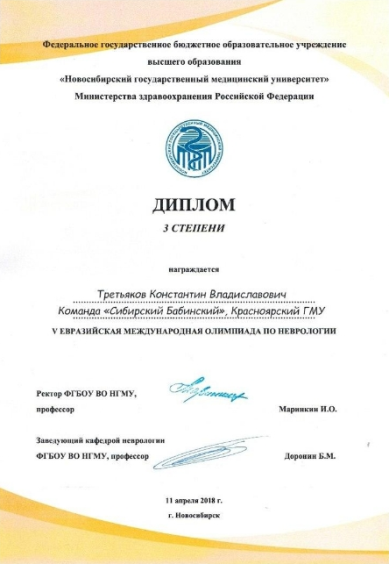 Федеральное государственное бюджетное образовательное учреждение
высшего образования
«Новосибирский государственный медицинский университет»
Министерства здравоохранения Российской Федерации
ДИПЛОМ
3 СТЕПЕНИ
награждается
Третьяков Константин Владиславович
Команда «Сибирский Бабинский», Красноярский ГМУ
V ЕВРАЗИЙСКАЯ МЕЖДУНАРОДНАЯ ОЛИМПИАДА ПО НЕВРОЛОГИИ
Ректор ФГБОУ ВО НГМУ,
профессор Маринкин И.О.
Заведующий кафедрой неврологии
ФГБОУ ВО НГМУ, профессор Доронин Б.М.
11 апреля 2018 г.
г. Новосибирск